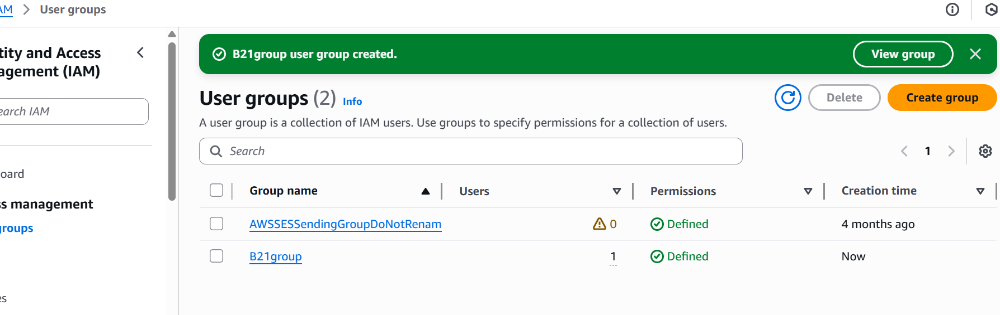 AM > User groups
tity and Access
agement (IAM)
earch IAM
oard
ss management
groups
es
B21group user group created.
View group
User groups (2) Info
Delete
Create group
A user group is a collection of IAM users. Use groups to specify permissions for a collection of users.
Search
1
Group name Users Permissions Creation time
AWSSESSendingGroupDoNotRenam 0 Defined 4 months ago
B21group 1 Defined Now